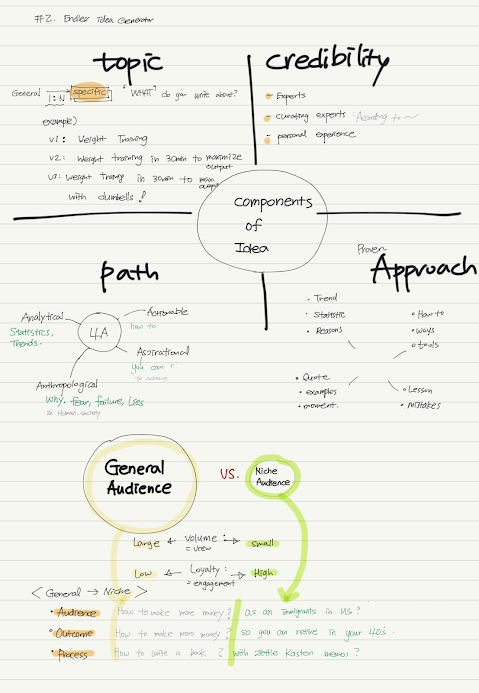 #2. Endless Idea Generator
topic
General 1:N specific "WHAT" do you write about?
example)
v1: Weight Training
v2: Weight training in 30min to maximize output
v3: Weight Training in 30min to max output
with dumbells!
credibility
Experts
curating experts "According to ~
personal experience
Components
of
Idea
path
4A
Analytical
Statistics,
Trends.
Actionable
how to
Aspirational
you can
to achieve
Anthropological
Why. fear, failure, Lies
in Human society
Proven
Approach
• Trend
• Statistic
• Reasons
• How to
• ways
• tools
• Quote
• examples
• moment.
• Lesson
• mistakes
General
Audience
VS.
Niche
Audience
Large volume: small
= view
Low Loyalty: High
= engagement
< General → Niche >
• Audience How to make more money? as an immigrants in US?
• Outcome How to make more money? so you can retire in your 40s.
• Process How to write a book? with zettle Kasten memos?